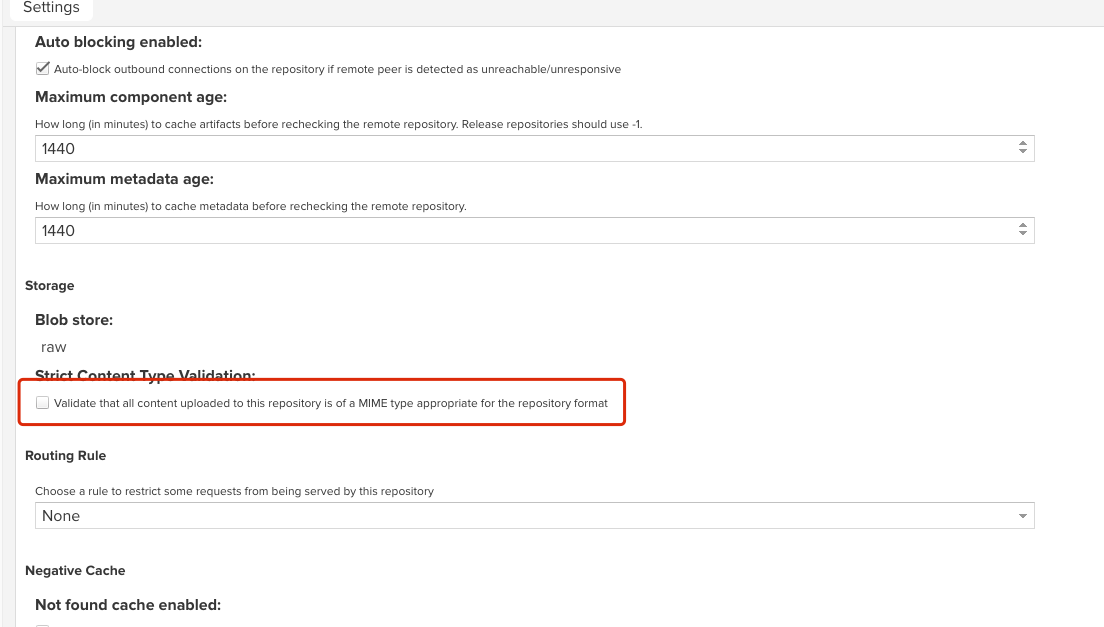 Settings
Auto blocking enabled:
Auto-block outbound connections on the repository if remote peer is detected as unreachable/unresponsive
Maximum component age:
How long (in minutes) to cache artifacts before rechecking the remote repository. Release repositories should use -1.
1440
Maximum metadata age:
How long (in minutes) to cache metadata before rechecking the remote repository.
1440
Storage
Blob store:
raw
Strict Content Type Validation:
Validate that all content uploaded to this repository is of a MIME type appropriate for the repository format
Routing Rule
Choose a rule to restrict some requests from being served by this repository
None
Negative Cache
Not found cache enabled: